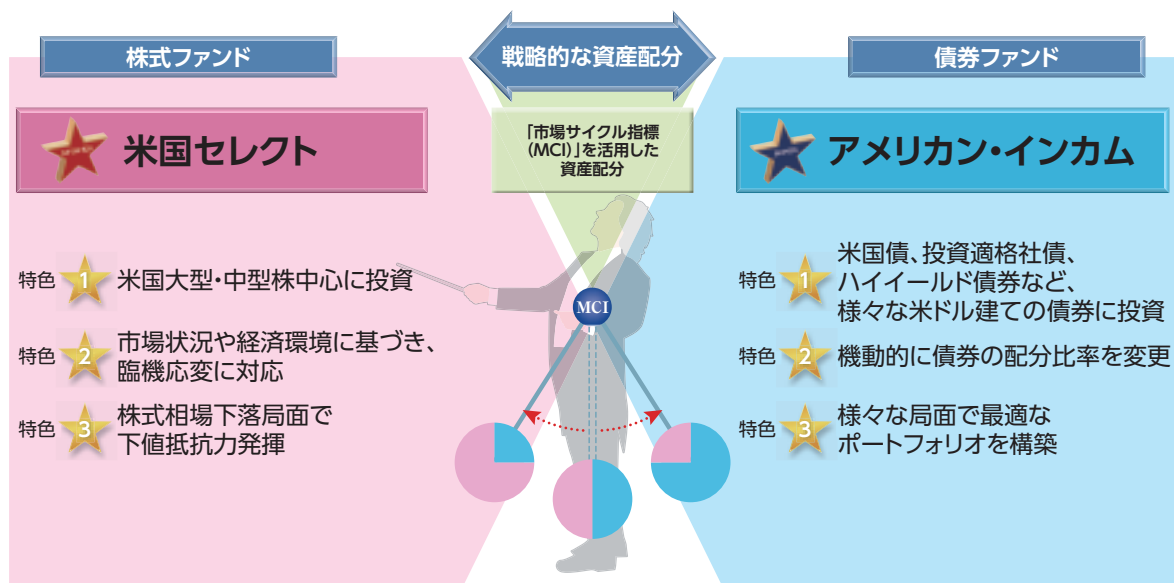 株式ファンド
戦略的な資産配分
債券ファンド
米国セレクト
「市場サイクル指標
(MCI)」を活用した
資産配分
アメリカン・インカム
特色 1 米国大型・中型株中心に投資
特色 2 市場状況や経済環境に基づき、
臨機応変に対応
特色 3 株式相場下落局面で
下値抵抗力発揮
MCI
特色 1 米国債、投資適格社債、
ハイイールド債券など、
様々な米ドル建ての債券に投資
特色 2 機動的に債券の配分比率を変更
特色 3 様々な局面で最適な
ポートフォリオを構築